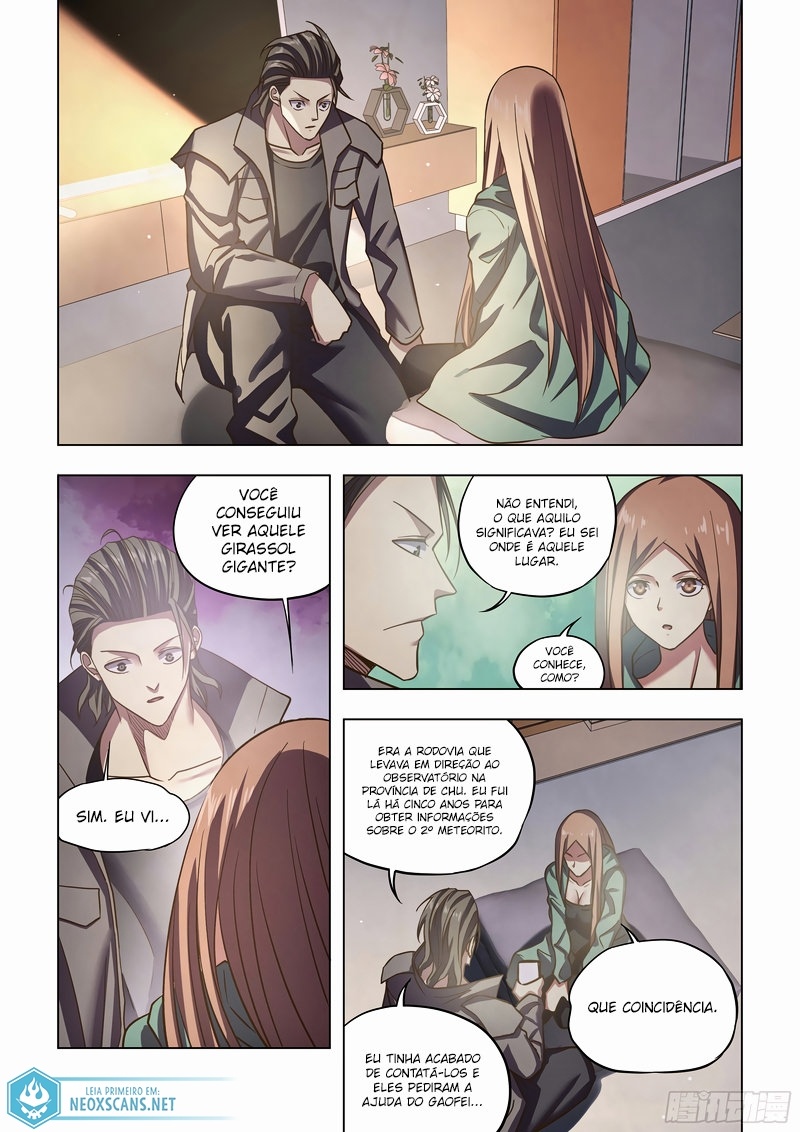 VOCÊ
CONSEGUIU
VER AQUELE
GIRASSOL
GIGANTE?
SIM. EU VI...
NÃO ENTENDI,
O QUE AQUILO
SIGNIFICAVA? EU SEI
ONDE É AQUELE
LUGAR.
VOCÊ
CONHECE,
COMO?
ERA A RODOVIA QUE
LEVAVA EM DIREÇÃO AO
OBSERVATÓRIO NA
PROVÍNCIA DE CHU. EU FUI
LÁ HÁ CINCO ANOS PARA
OBTER INFORMAÇÕES
SOBRE O 2º METEORITO.
QUE COINCIDÊNCIA.
EU TINHA ACABADO
DE CONTATÁ-LOS E
ELES PEDIRAM A
AJUDA DO GAOFEI...
LEIA PRIMEIRO EM:
NEOXSCANS.NET
腾讯动漫